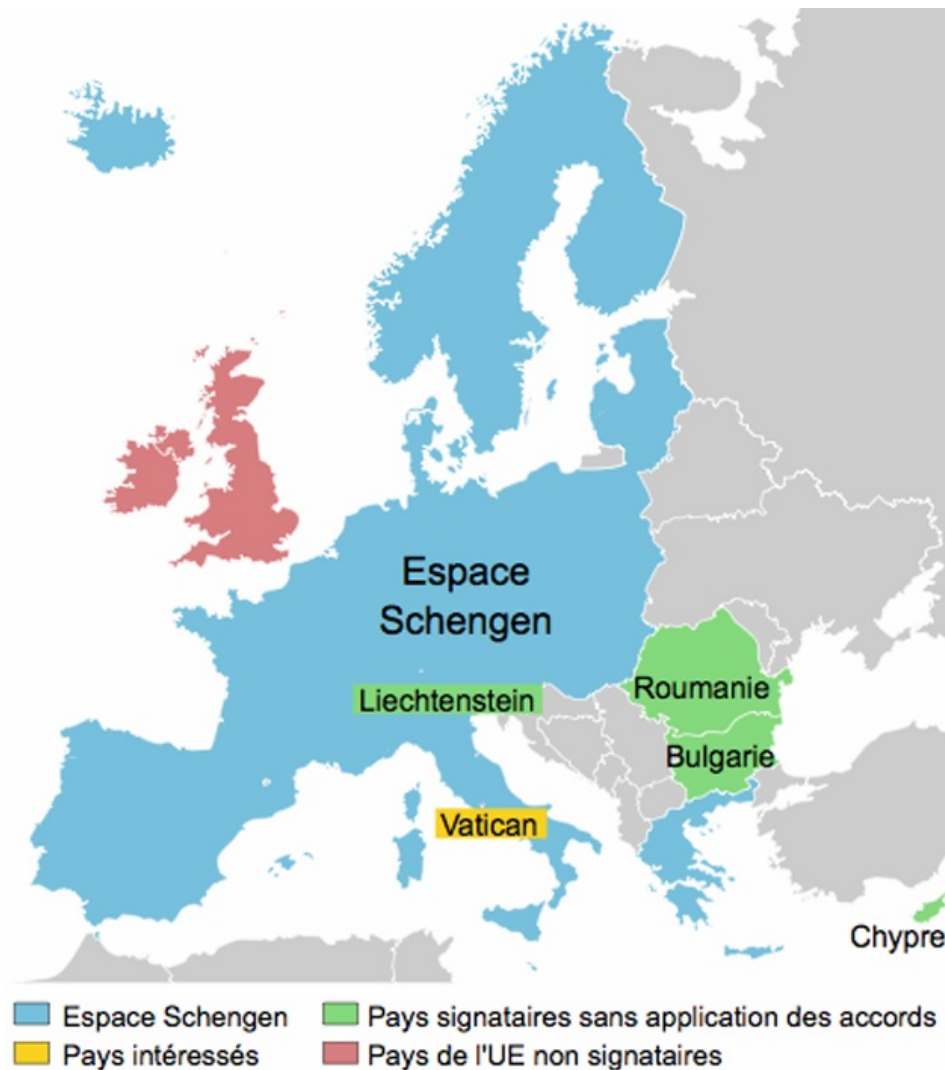 Espace
Schengen
Liechtenstein
Roumanie
Bulgarie
Vatican
Chypre
Espace Schengen
Pays signataires sans application des accords
Pays intéressés
Pays de l'UE non signataires